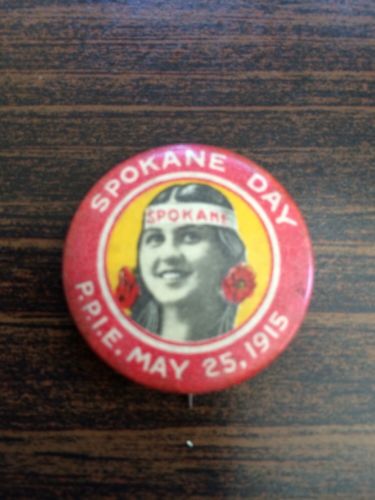 SPOKANE DAY
SPOKANE
P.P.I.E. MAY 25, 1915